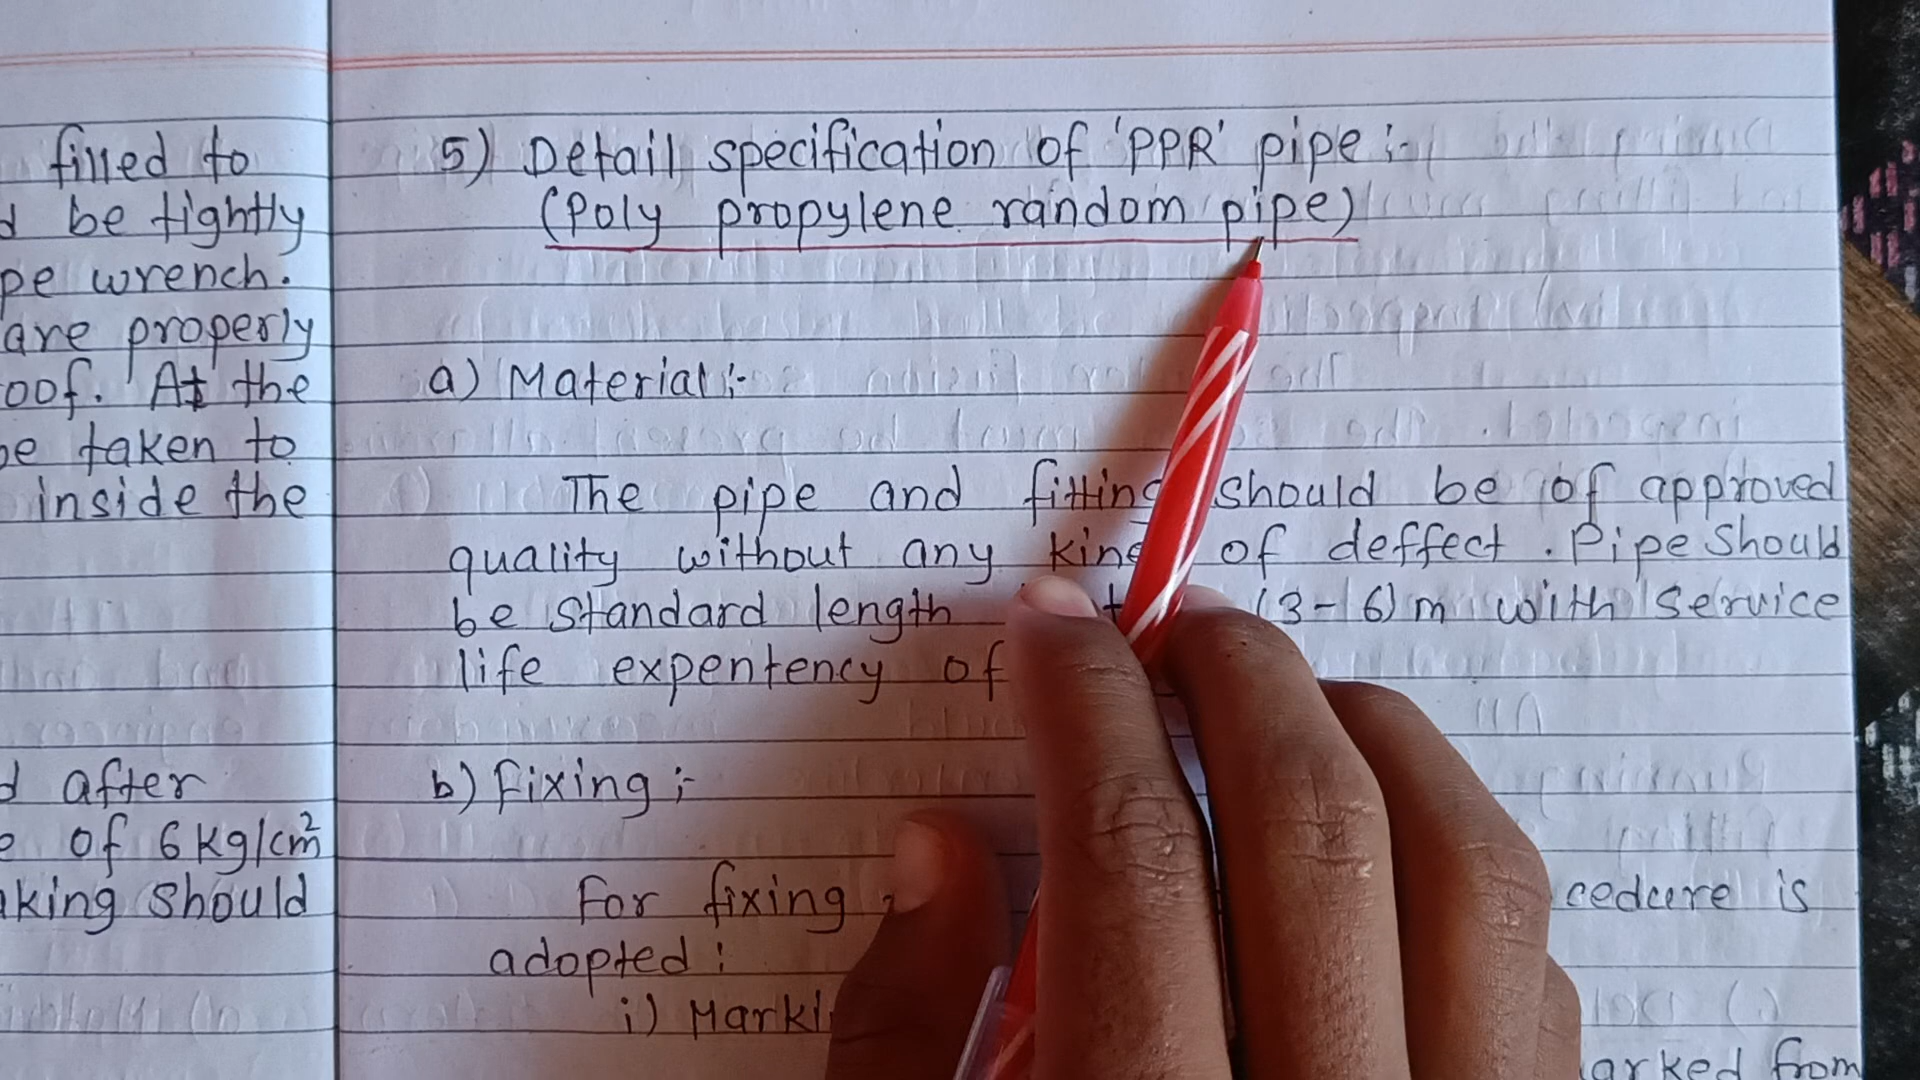 filled to
be tightly
pe wrench.
are properly
oof. At the
be taken to
inside the
after
of 6 kg/cm²
king should
5) Detail specification of 'PPR' pipe :-
(Poly propylene random pipe)
a) Material :-
The pipe and fitting should be of approved
quality without any kind of deffect. Pipe should
be standard length (3-6)m with service
life expentency of
b) Fixing :-
For fixing cedure is
adopted :
i) Marki
arked from